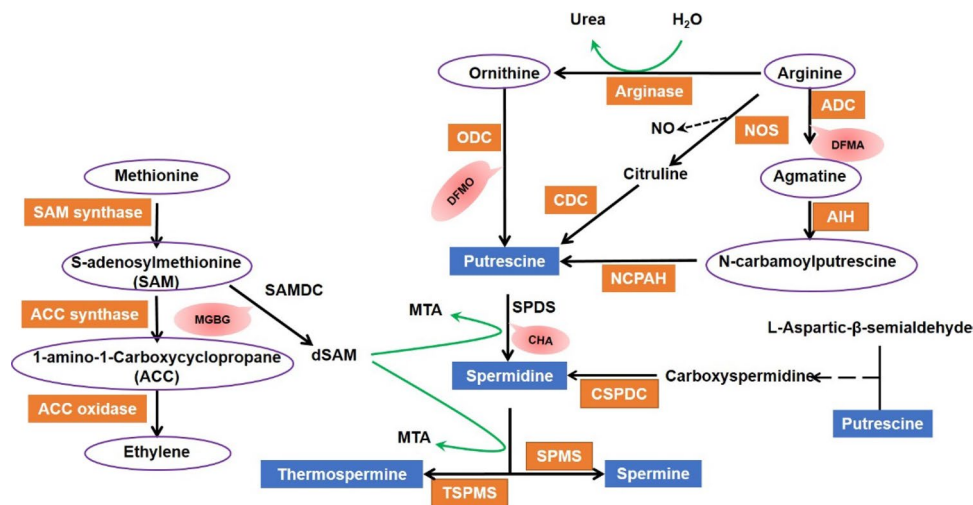 Urea
H₂O
Ornithine
Arginine
Arginase
ADC
NO
NOS
ODC
DFMA
Methionine
Citruline
Agmatine
DFMO
CDC
SAM synthase
AIH
S-adenosylmethionine
(SAM)
Putrescine
N-carbamoylputrescine
NCPAH
SAMDC
ACC synthase
MGBG
MTA
SPDS
CHA
L-Aspartic-β-semialdehyde
1-amino-1-Carboxycyclopropane
(ACC)
dSAM
Spermidine
Carboxyspermidine
CSPDC
ACC oxidase
Putrescine
MTA
Ethylene
SPMS
Thermospermine
Spermine
TSPMS